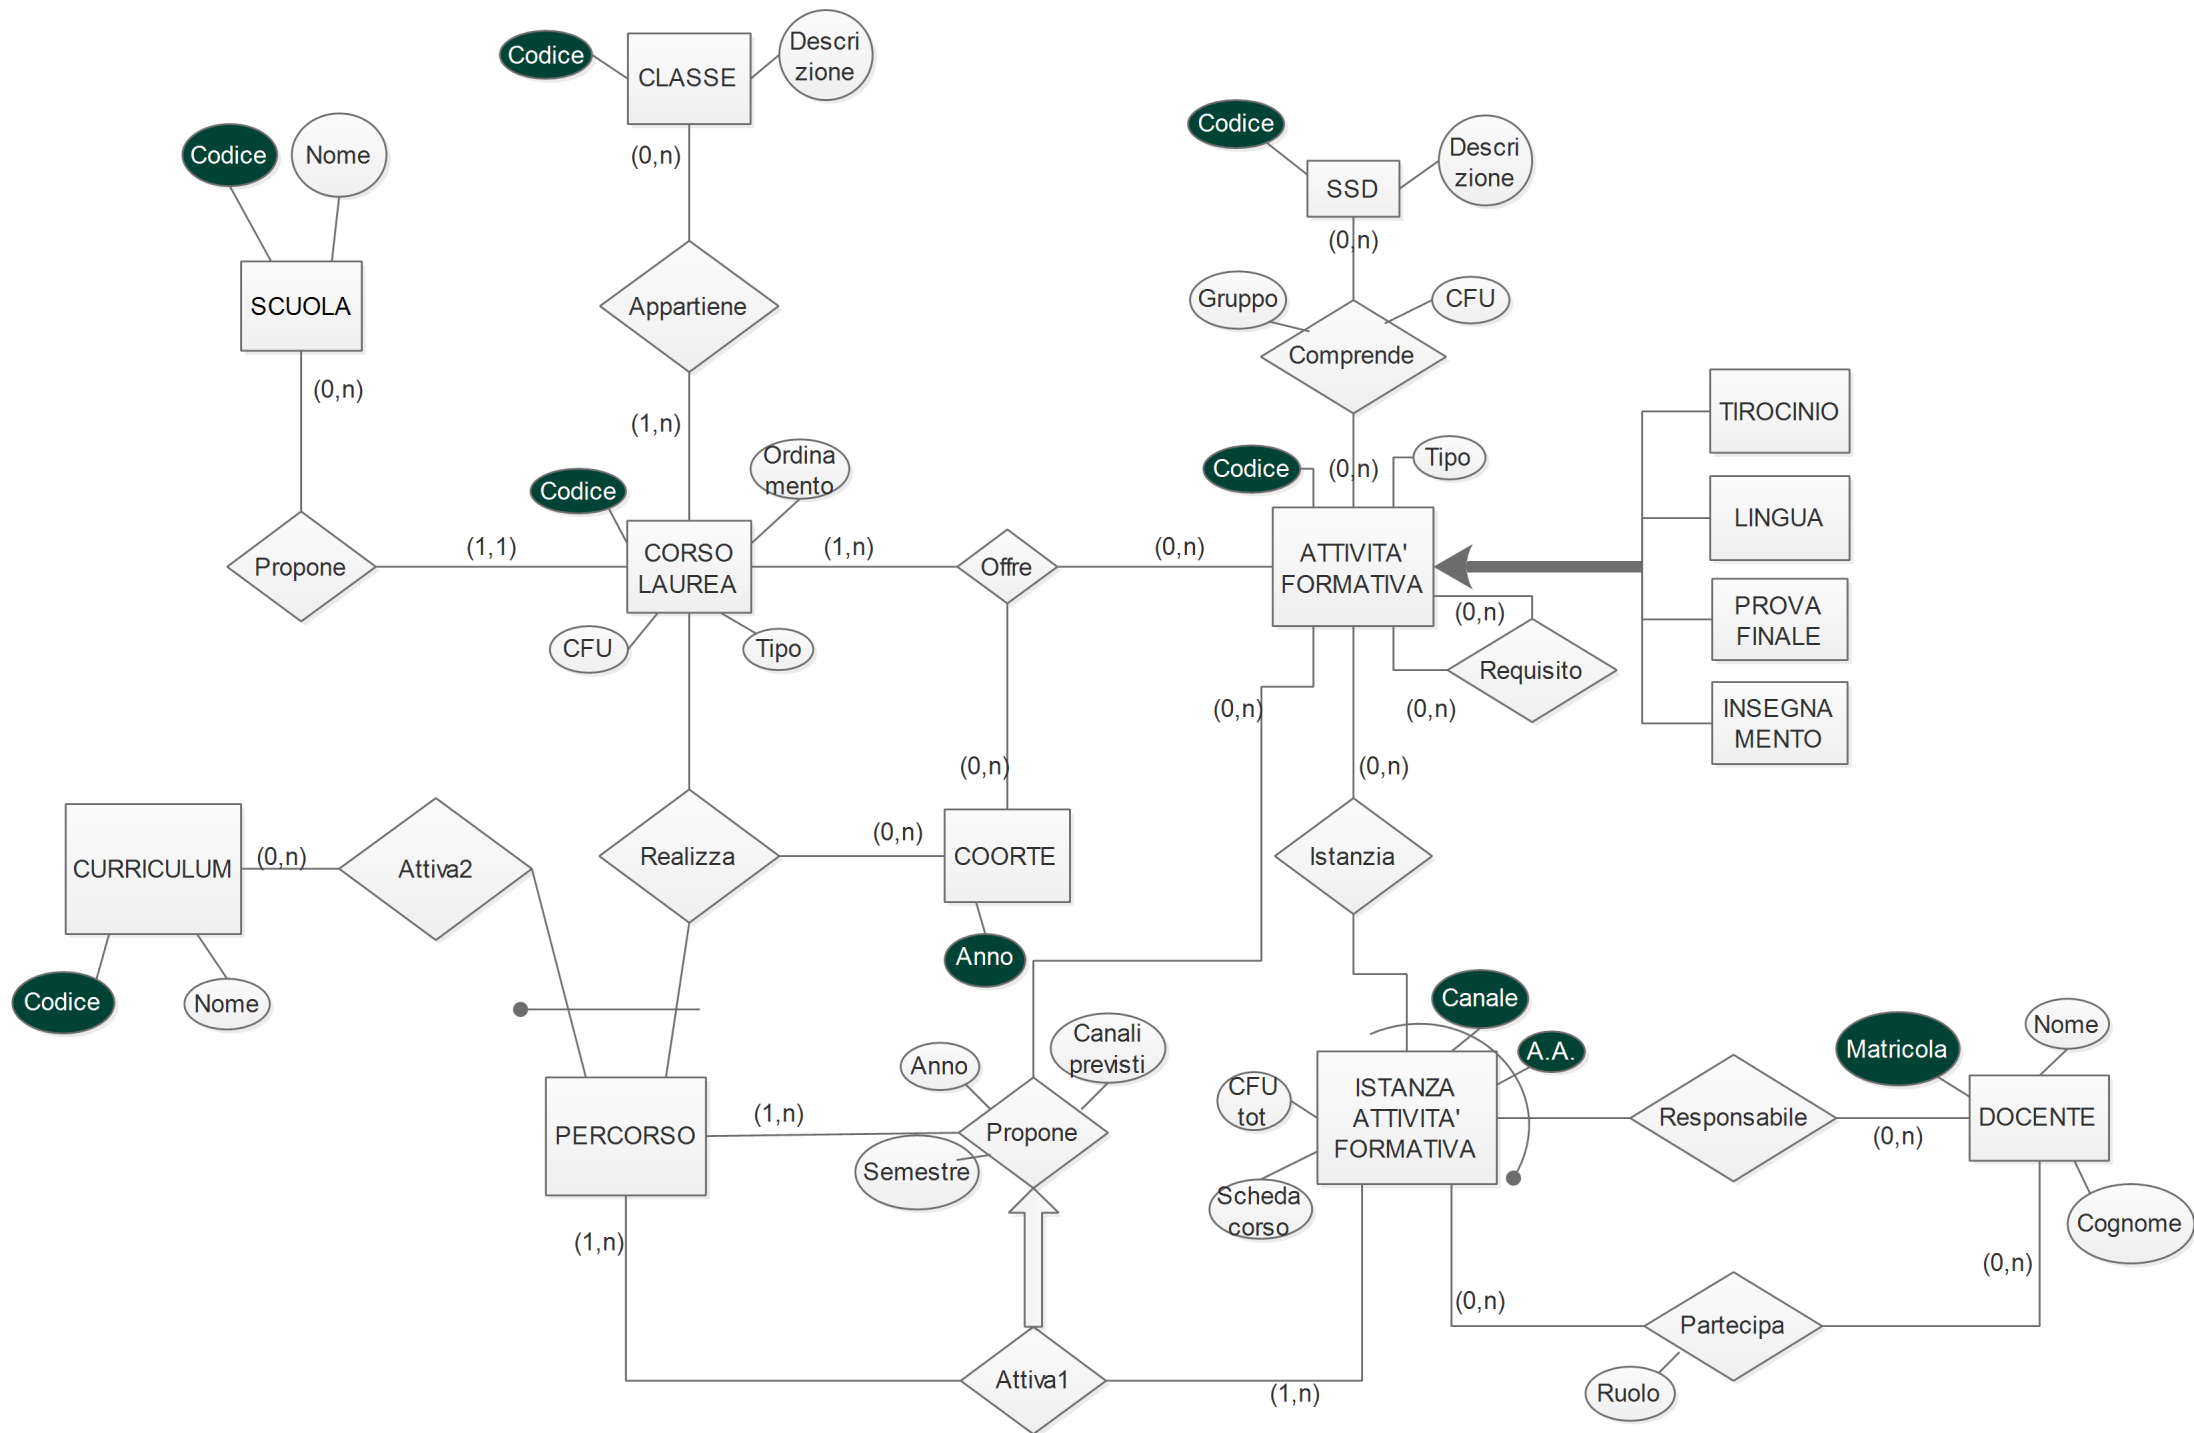 Codice
CLASSE
Descri
zione
Codice
Nome
(0,n)
Codice
SSD
Descri
zione
(0,n)
SCUOLA
Appartiene
Gruppo
CFU
Comprende
(0,n)
(1,n)
TIROCINIO
Codice
Ordina
mento
Codice
(0,n)
Tipo
LINGUA
Propone
(1,1)
CORSO
LAUREA
(1,n)
Offre
(0,n)
ATTIVITA'
FORMATIVA
(0,n)
PROVA
FINALE
CFU
Tipo
Requisito
(0,n)
(0,n)
INSEGNA
MENTO
(0,n)
(0,n)
CURRICULUM
(0,n)
Attiva2
Realizza
(0,n)
COORTE
Istanzia
Codice
Nome
Anno
Canale
A.A.
Matricola
Nome
Anno
Canali
previsti
CFU
tot
ISTANZA
ATTIVITA'
FORMATIVA
Responsabile
(0,n)
DOCENTE
PERCORSO
(1,n)
Propone
Semestre
Scheda
corso
Cognome
(1,n)
(0,n)
(0,n)
Partecipa
Attiva1
(1,n)
Ruolo